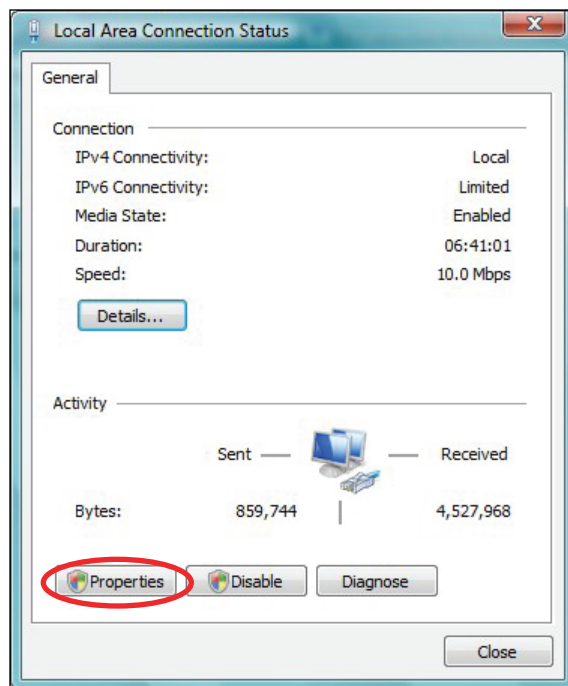 Local Area Connection Status
General
Connection
IPv4 Connectivity: Local
IPv6 Connectivity: Limited
Media State: Enabled
Duration: 06:41:01
Speed: 10.0 Mbps
Details...
Activity
Sent Received
Bytes: 859,744 4,527,968
Properties Disable Diagnose
Close